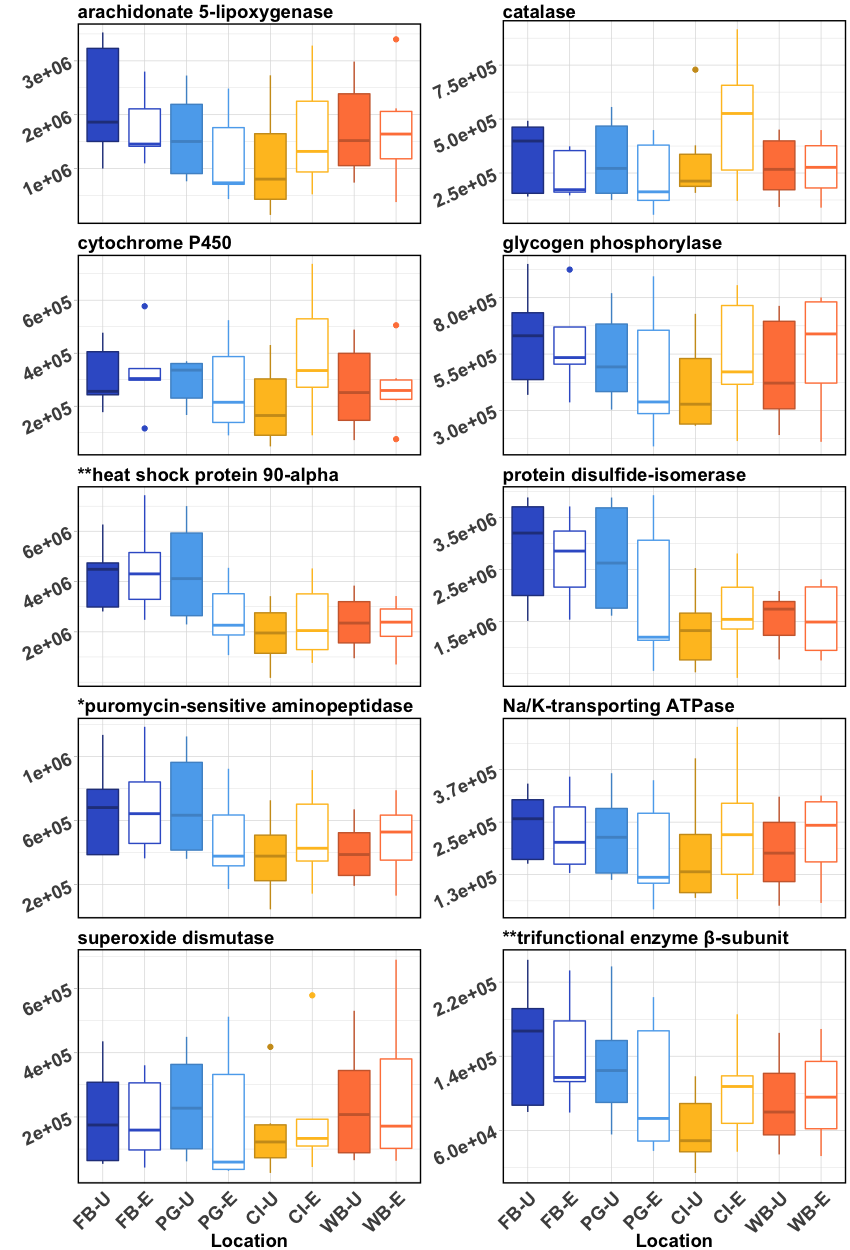 arachidonate 5-lipoxygenase
3e+06
2e+06
1e+06
catalase
7.5e+05
5.0e+05
2.5e+05
cytochrome P450
6e+05
4e+05
2e+05
glycogen phosphorylase
8.0e+05
5.5e+05
3.0e+05
**heat shock protein 90-alpha
6e+06
4e+06
2e+06
protein disulfide-isomerase
3.5e+06
2.5e+06
1.5e+06
*puromycin-sensitive aminopeptidase
1e+06
6e+05
2e+05
Na/K-transporting ATPase
3.7e+05
2.5e+05
1.3e+05
superoxide dismutase
6e+05
4e+05
2e+05
FB-U FB-E PG-U PG-E CI-U CI-E WB-U WB-E
Location
**trifunctional enzyme β-subunit
2.2e+05
1.4e+05
6.0e+04
FB-U FB-E PG-U PG-E CI-U CI-E WB-U WB-E
Location